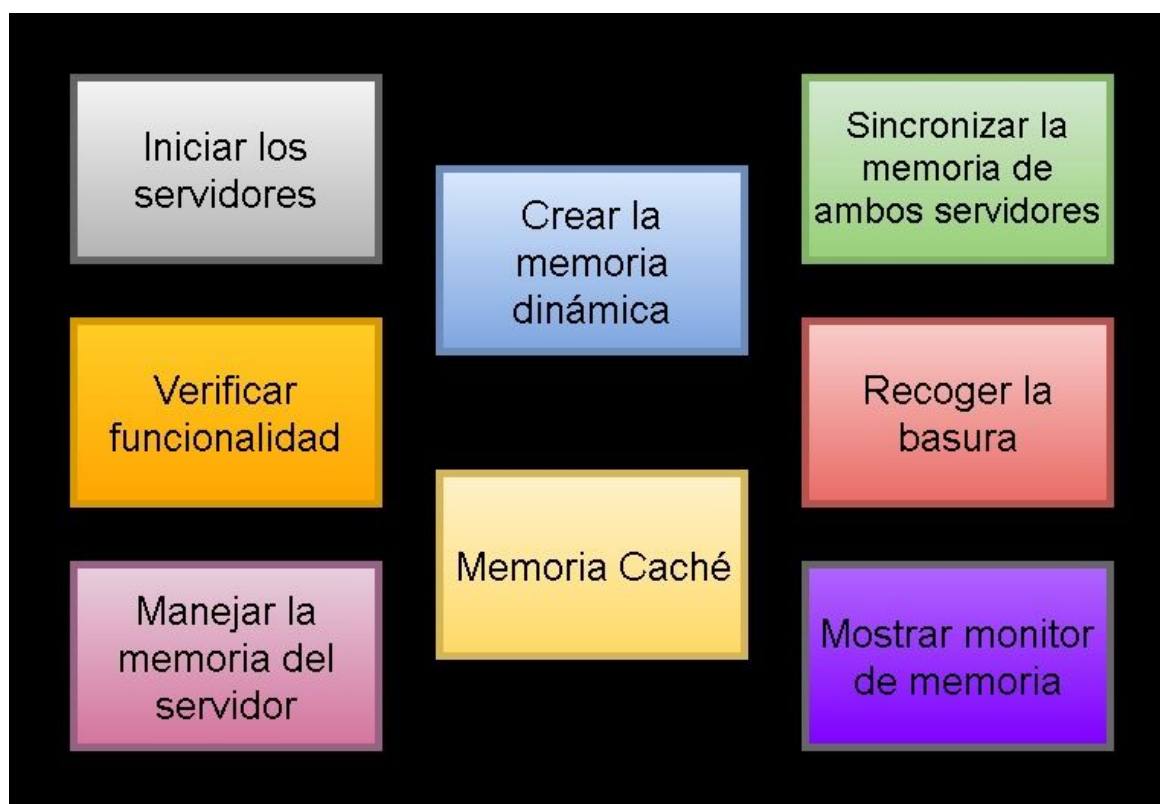 Iniciar los
servidores
Verificar
funcionalidad
Manejar la
memoria del
servidor
Crear la
memoria
dinámica
Memoria Caché
Sincronizar la
memoria de
ambos servidores
Recoger la
basura
Mostrar monitor
de memoria